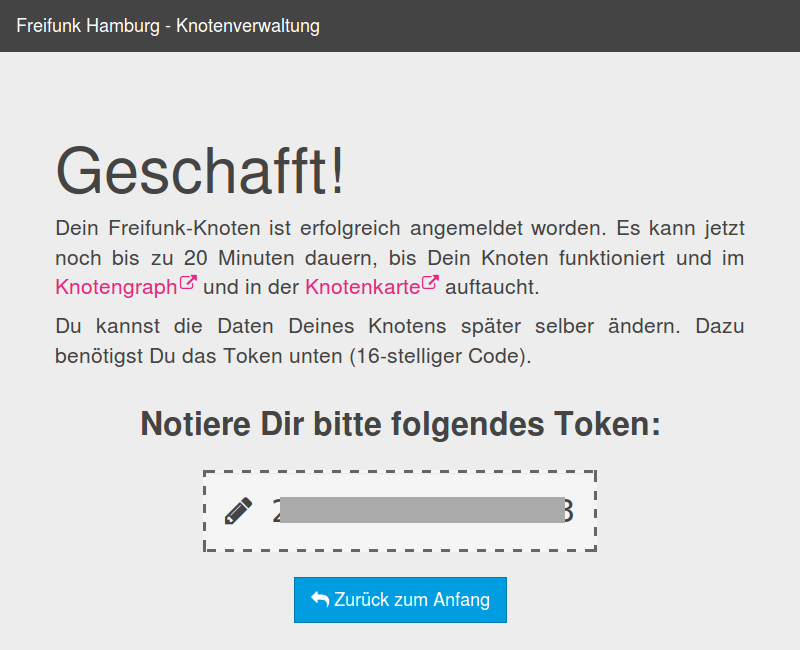 Freifunk Hamburg - Knotenverwaltung
Geschafft!
Dein Freifunk-Knoten ist erfolgreich angemeldet worden. Es kann jetzt
noch bis zu 20 Minuten dauern, bis Dein Knoten funktioniert und im
Knotengraph und in der Knotenkarte auftaucht.
Du kannst die Daten Deines Knotens später selber ändern. Dazu
benötigst Du das Token unten (16-stelliger Code).
Notiere Dir bitte folgendes Token:
Zurück zum Anfang